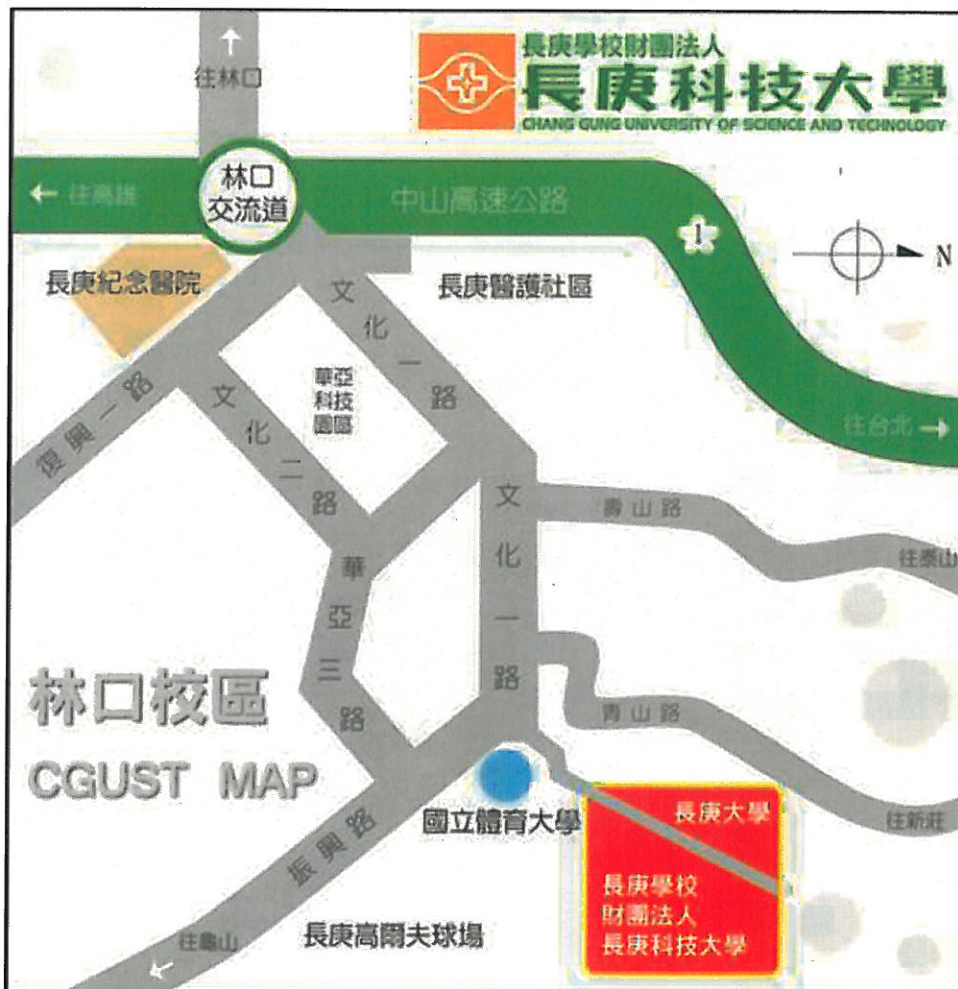 長庚學校財團法人
長庚科技大學
CHANG GUNG UNIVERSITY OF SCIENCE AND TECHNOLOGY
往林口
林口
交流道
往高雄
中山高速公路
1
N
長庚紀念醫院
長庚醫護社區
文化一路
華亞
科技
園區
復興一路
文化二路
往台北
文化一路
壽山路
往泰山
華亞三路
林口校區
CGUST MAP
青山路
往新莊
國立體育大學
長庚大學
振興路
長庚學校
財團法人
長庚科技大學
往龜山
長庚高爾夫球場